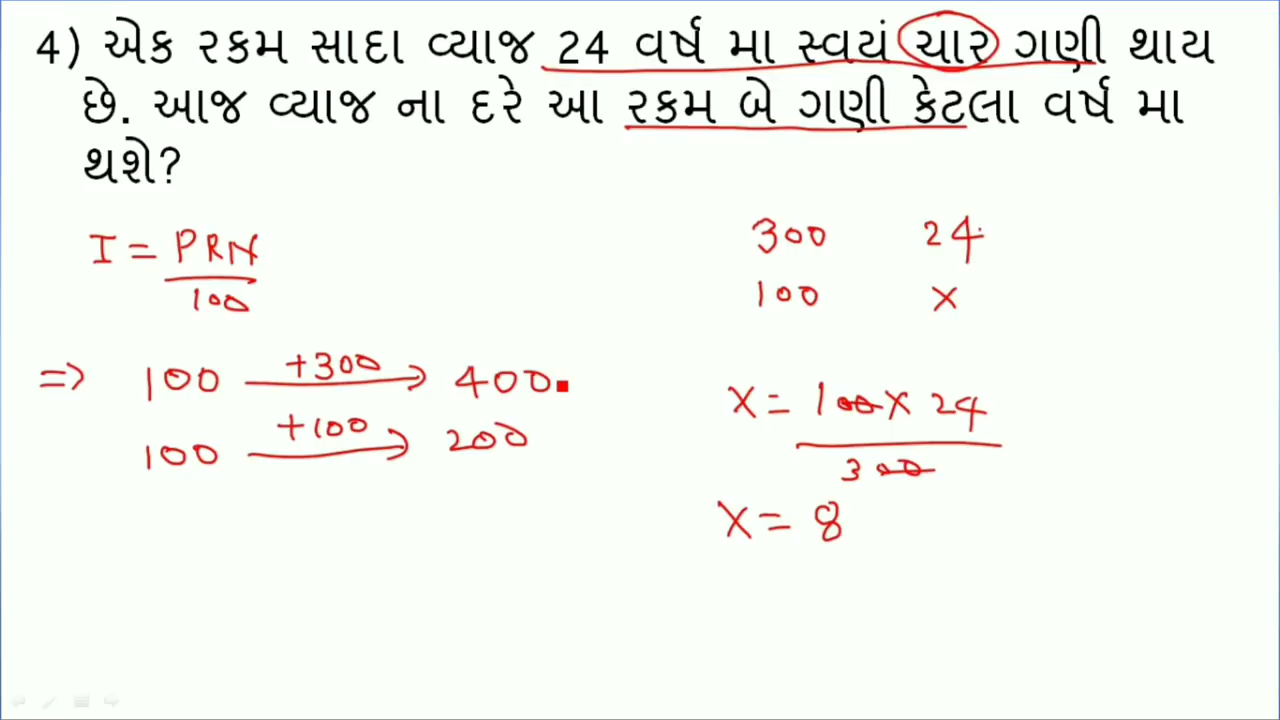 4) એક રકમ સાદા વ્યાજ 24 વર્ષ મા સ્વયં ચાર ગણી થાય
છે. આજ વ્યાજ ના દરે આ રકમ બે ગણી કેટલા વર્ષ મા
થશે?
I = PRN
100
=> 100 +300 400
100 +100 200
300 24
100 X
X = 100 X 24
300
X = 8